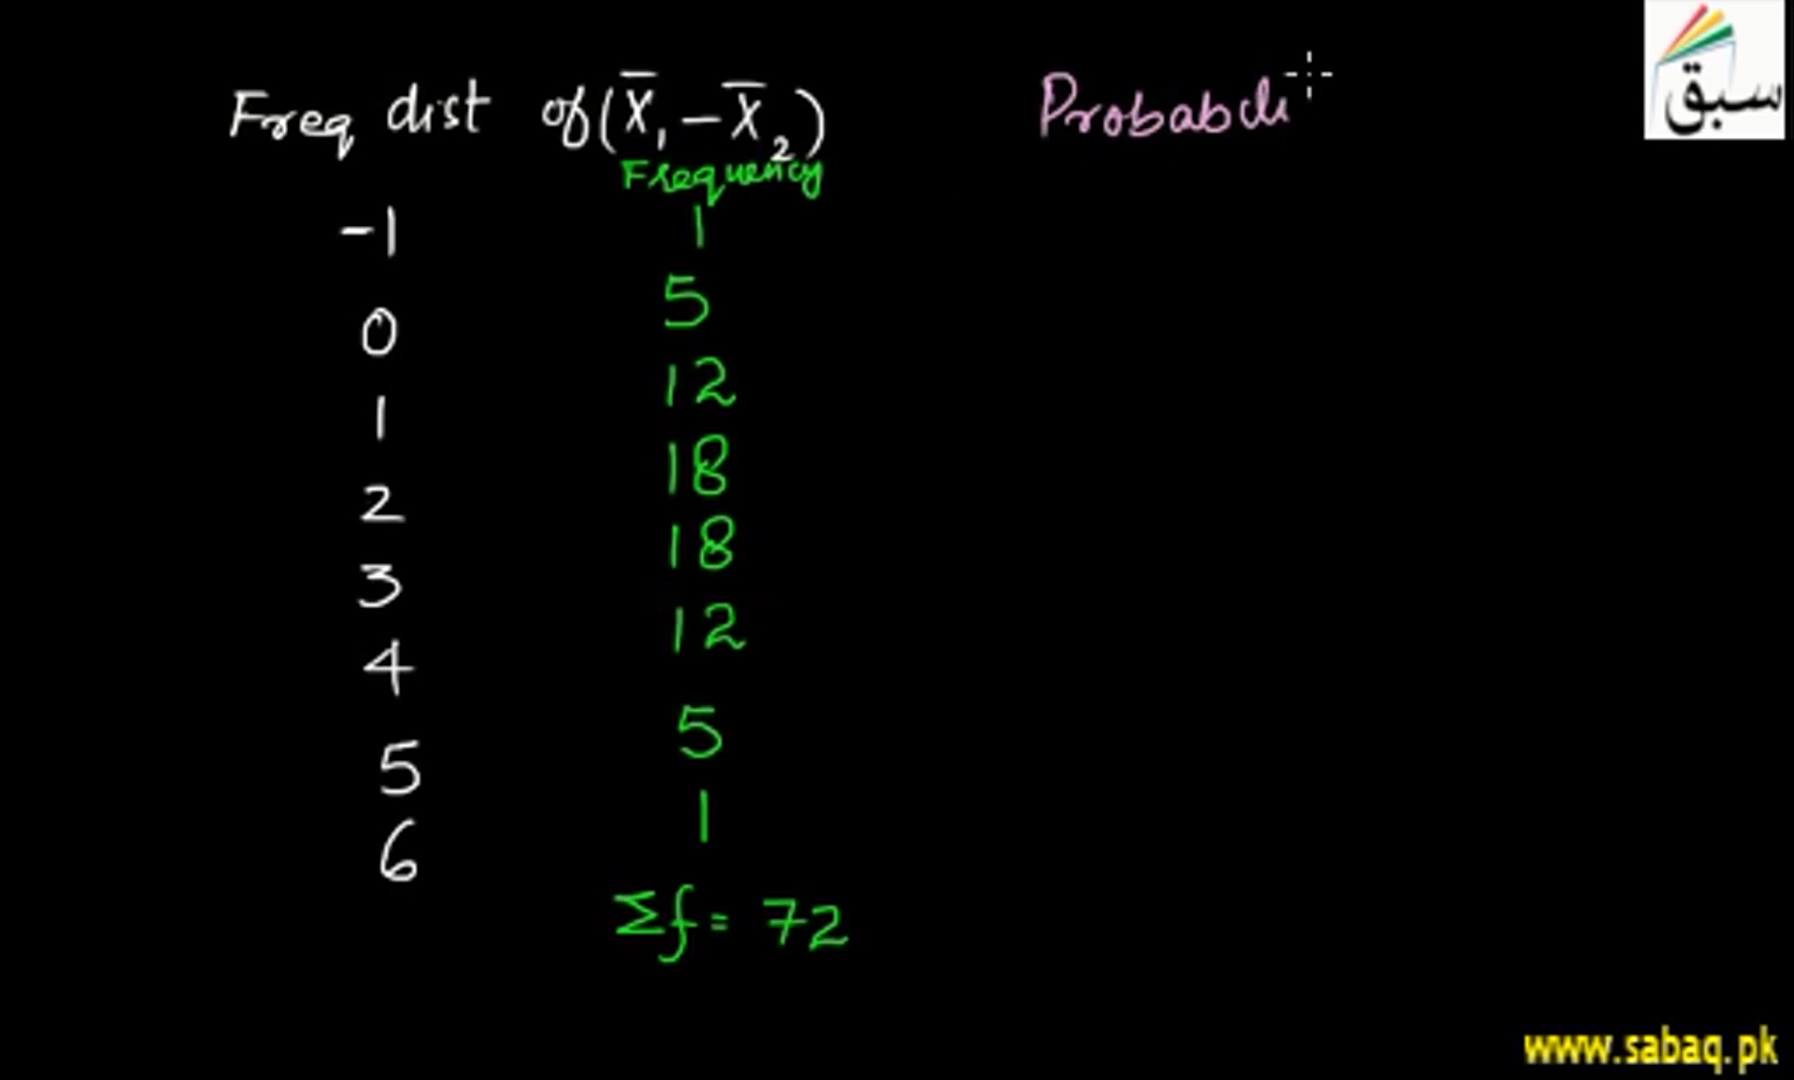 Freq dist of (X̄₁ - X̄₂) Probabili
سبق
Frequency
-1 1
0 5
1 12
2 18
3 18
4 12
5 5
6 1
Σf = 72
www.sabaq.pk